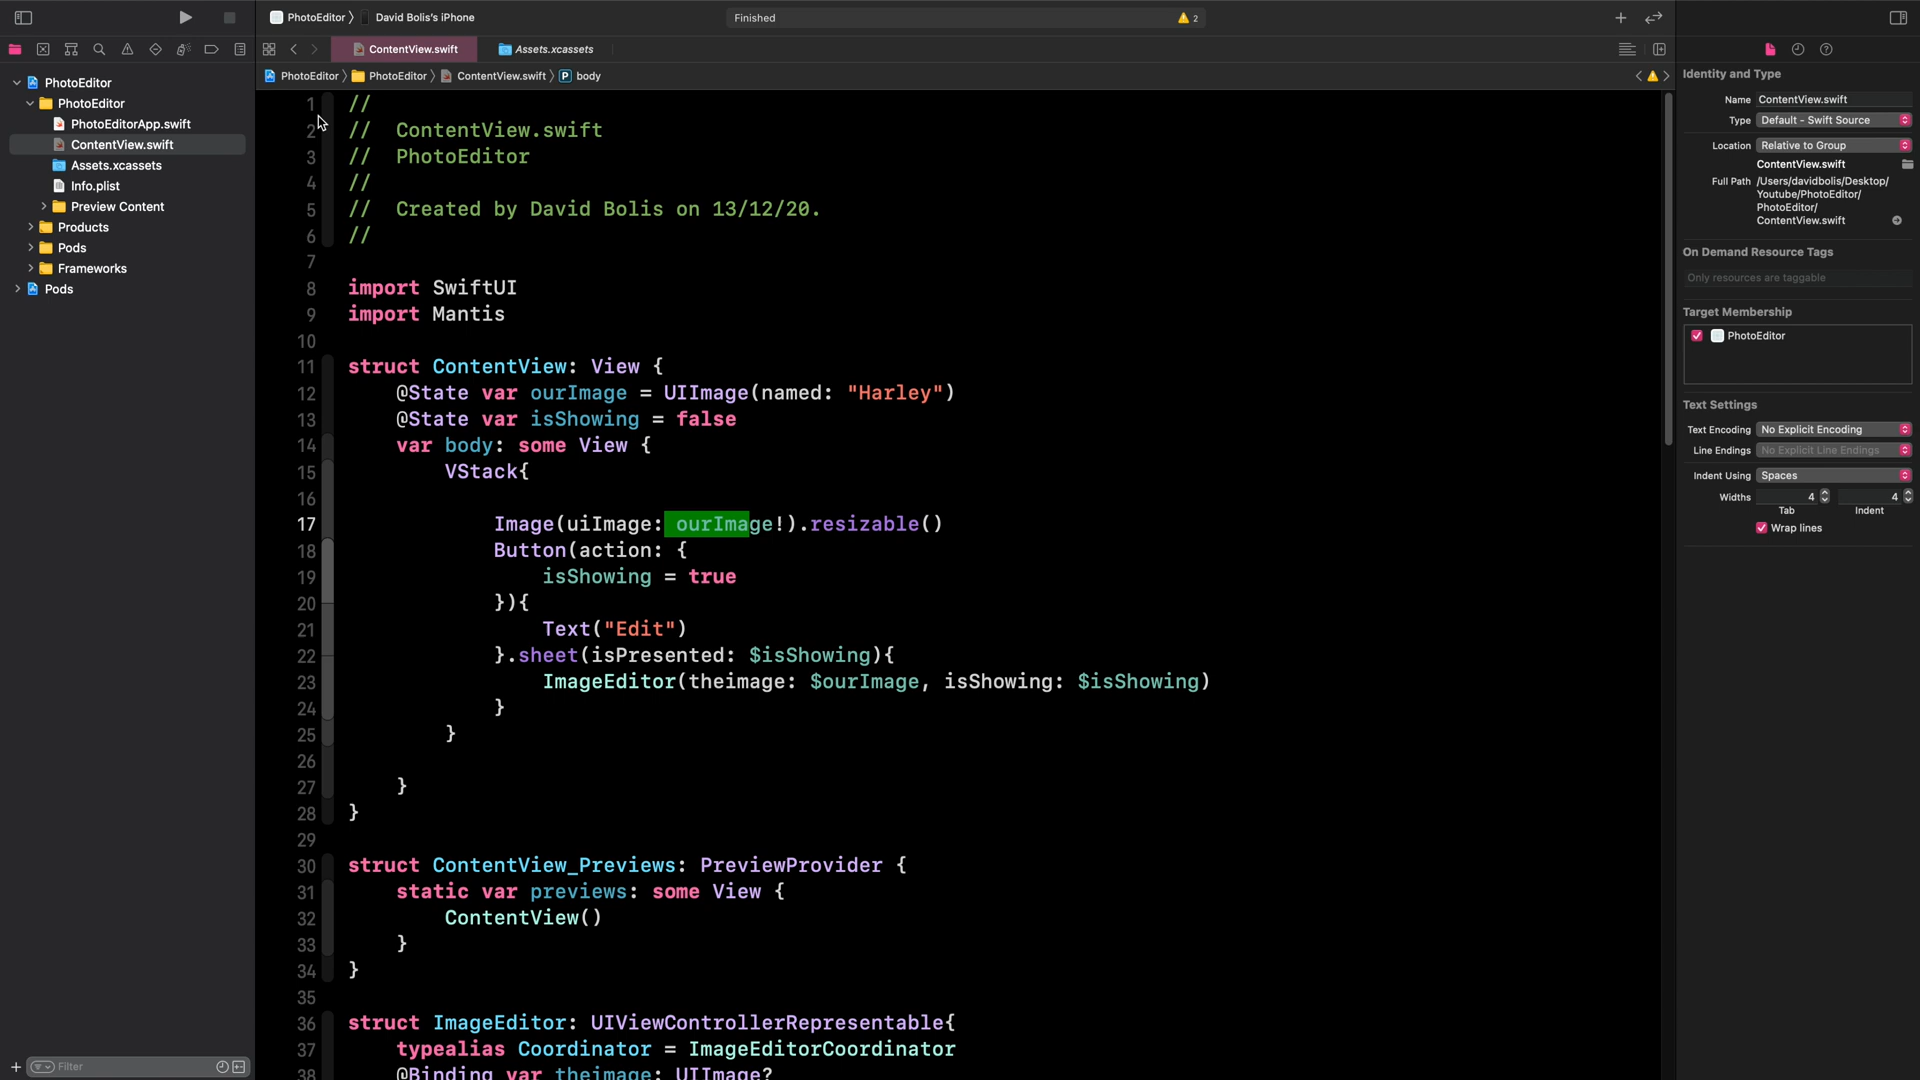 PhotoEditor 〉 David Bolis's iPhone
Finished
2
ContentView.swift
Assets.xcassets
PhotoEditor 〉 PhotoEditor 〉 ContentView.swift 〉 P body
PhotoEditor
PhotoEditor
PhotoEditorApp.swift
ContentView.swift
Assets.xcassets
Info.plist
Preview Content
Products
Pods
Frameworks
Pods
Filter
1 //
2 //  ContentView.swift
3 //  PhotoEditor
4 //
5 //  Created by David Bolis on 13/12/20.
6 //
7
8 import SwiftUI
9 import Mantis
10
11 struct ContentView: View {
12     @State var ourImage = UIImage(named: "Harley")
13     @State var isShowing = false
14     var body: some View {
15         VStack{
16
17             Image(uiImage: ourImage!).resizable()
18             Button(action: {
19                 isShowing = true
20             }){
21                 Text("Edit")
22             }.sheet(isPresented: $isShowing){
23                 ImageEditor(theimage: $ourImage, isShowing: $isShowing)
24             }
25         }
26
27     }
28 }
29
30 struct ContentView_Previews: PreviewProvider {
31     static var previews: some View {
32         ContentView()
33     }
34 }
35
36 struct ImageEditor: UIViewControllerRepresentable{
37     typealias Coordinator = ImageEditorCoordinator
38     @Binding var theimage: UIImage?
Identity and Type
Name ContentView.swift
Type Default - Swift Source
Location Relative to Group
ContentView.swift
Full Path /Users/davidbolis/Desktop/
Youtube/PhotoEditor/
PhotoEditor/
ContentView.swift
On Demand Resource Tags
Only resources are taggable
Target Membership
PhotoEditor
Text Settings
Text Encoding No Explicit Encoding
Line Endings No Explicit Line Endings
Indent Using Spaces
Widths 4 4
Tab Indent
Wrap lines